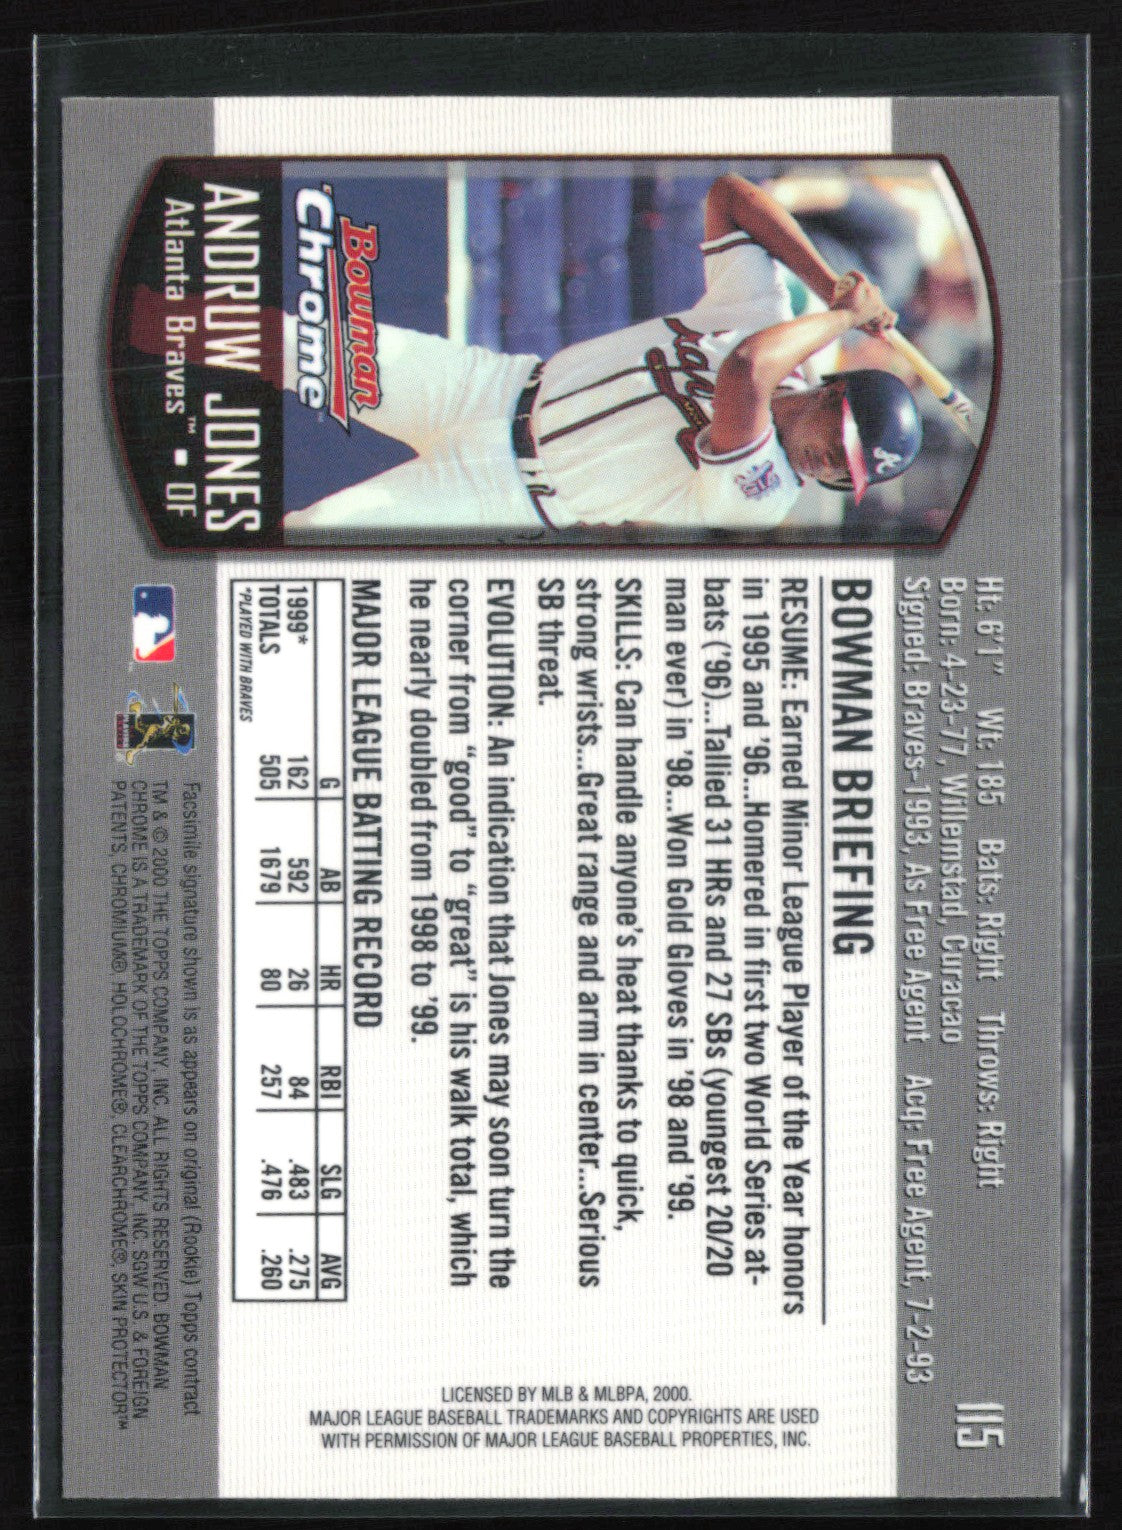 115
Ht: 6'1" Wt: 185 Bats: Right Throws: Right
Born: 4-23-77, Willemstad, Curacao
Signed: Braves-1993, As Free Agent Acq: Free Agent, 7-2-93
BOWMAN BRIEFING
RESUME: Earned Minor League Player of the Year honors
in 1995 and '96...Homered in first two World Series at-
bats ('96)...Tallied 31 HRs and 27 SBs (youngest 20/20
man ever) in '98...Won Gold Gloves in '98 and '99.
SKILLS: Can handle anyone's heat thanks to quick,
strong wrists...Great range and arm in center...Serious
SB threat.
EVOLUTION: An indication that Jones may soon turn the
corner from "good" to "great" is his walk total, which
he nearly doubled from 1998 to '99.
MAJOR LEAGUE BATTING RECORD
G AB HR RBI SLG AVG
1999* 162 592 26 84 .483 .275
TOTALS 505 1679 80 257 .476 .260
*PLAYED WITH BRAVES
Bowman
Chrome™
ANDRUW JONES
Atlanta Braves™ ▪ OF
Facsimile signature shown is as appears on original (Rookie) Topps contract
TM & © 2000 THE TOPPS COMPANY, INC. ALL RIGHTS RESERVED. BOWMAN
CHROME IS A TRADEMARK OF THE TOPPS COMPANY, INC. SGW U.S. & FOREIGN
PATENTS, CHROMIUM®, HOLOCHROME®, CLEARCHROME®, SKIN PROTECTOR™
LICENSED BY MLB & MLBPA, 2000.
MAJOR LEAGUE BASEBALL TRADEMARKS AND COPYRIGHTS ARE USED
WITH PERMISSION OF MAJOR LEAGUE BASEBALL PROPERTIES, INC.